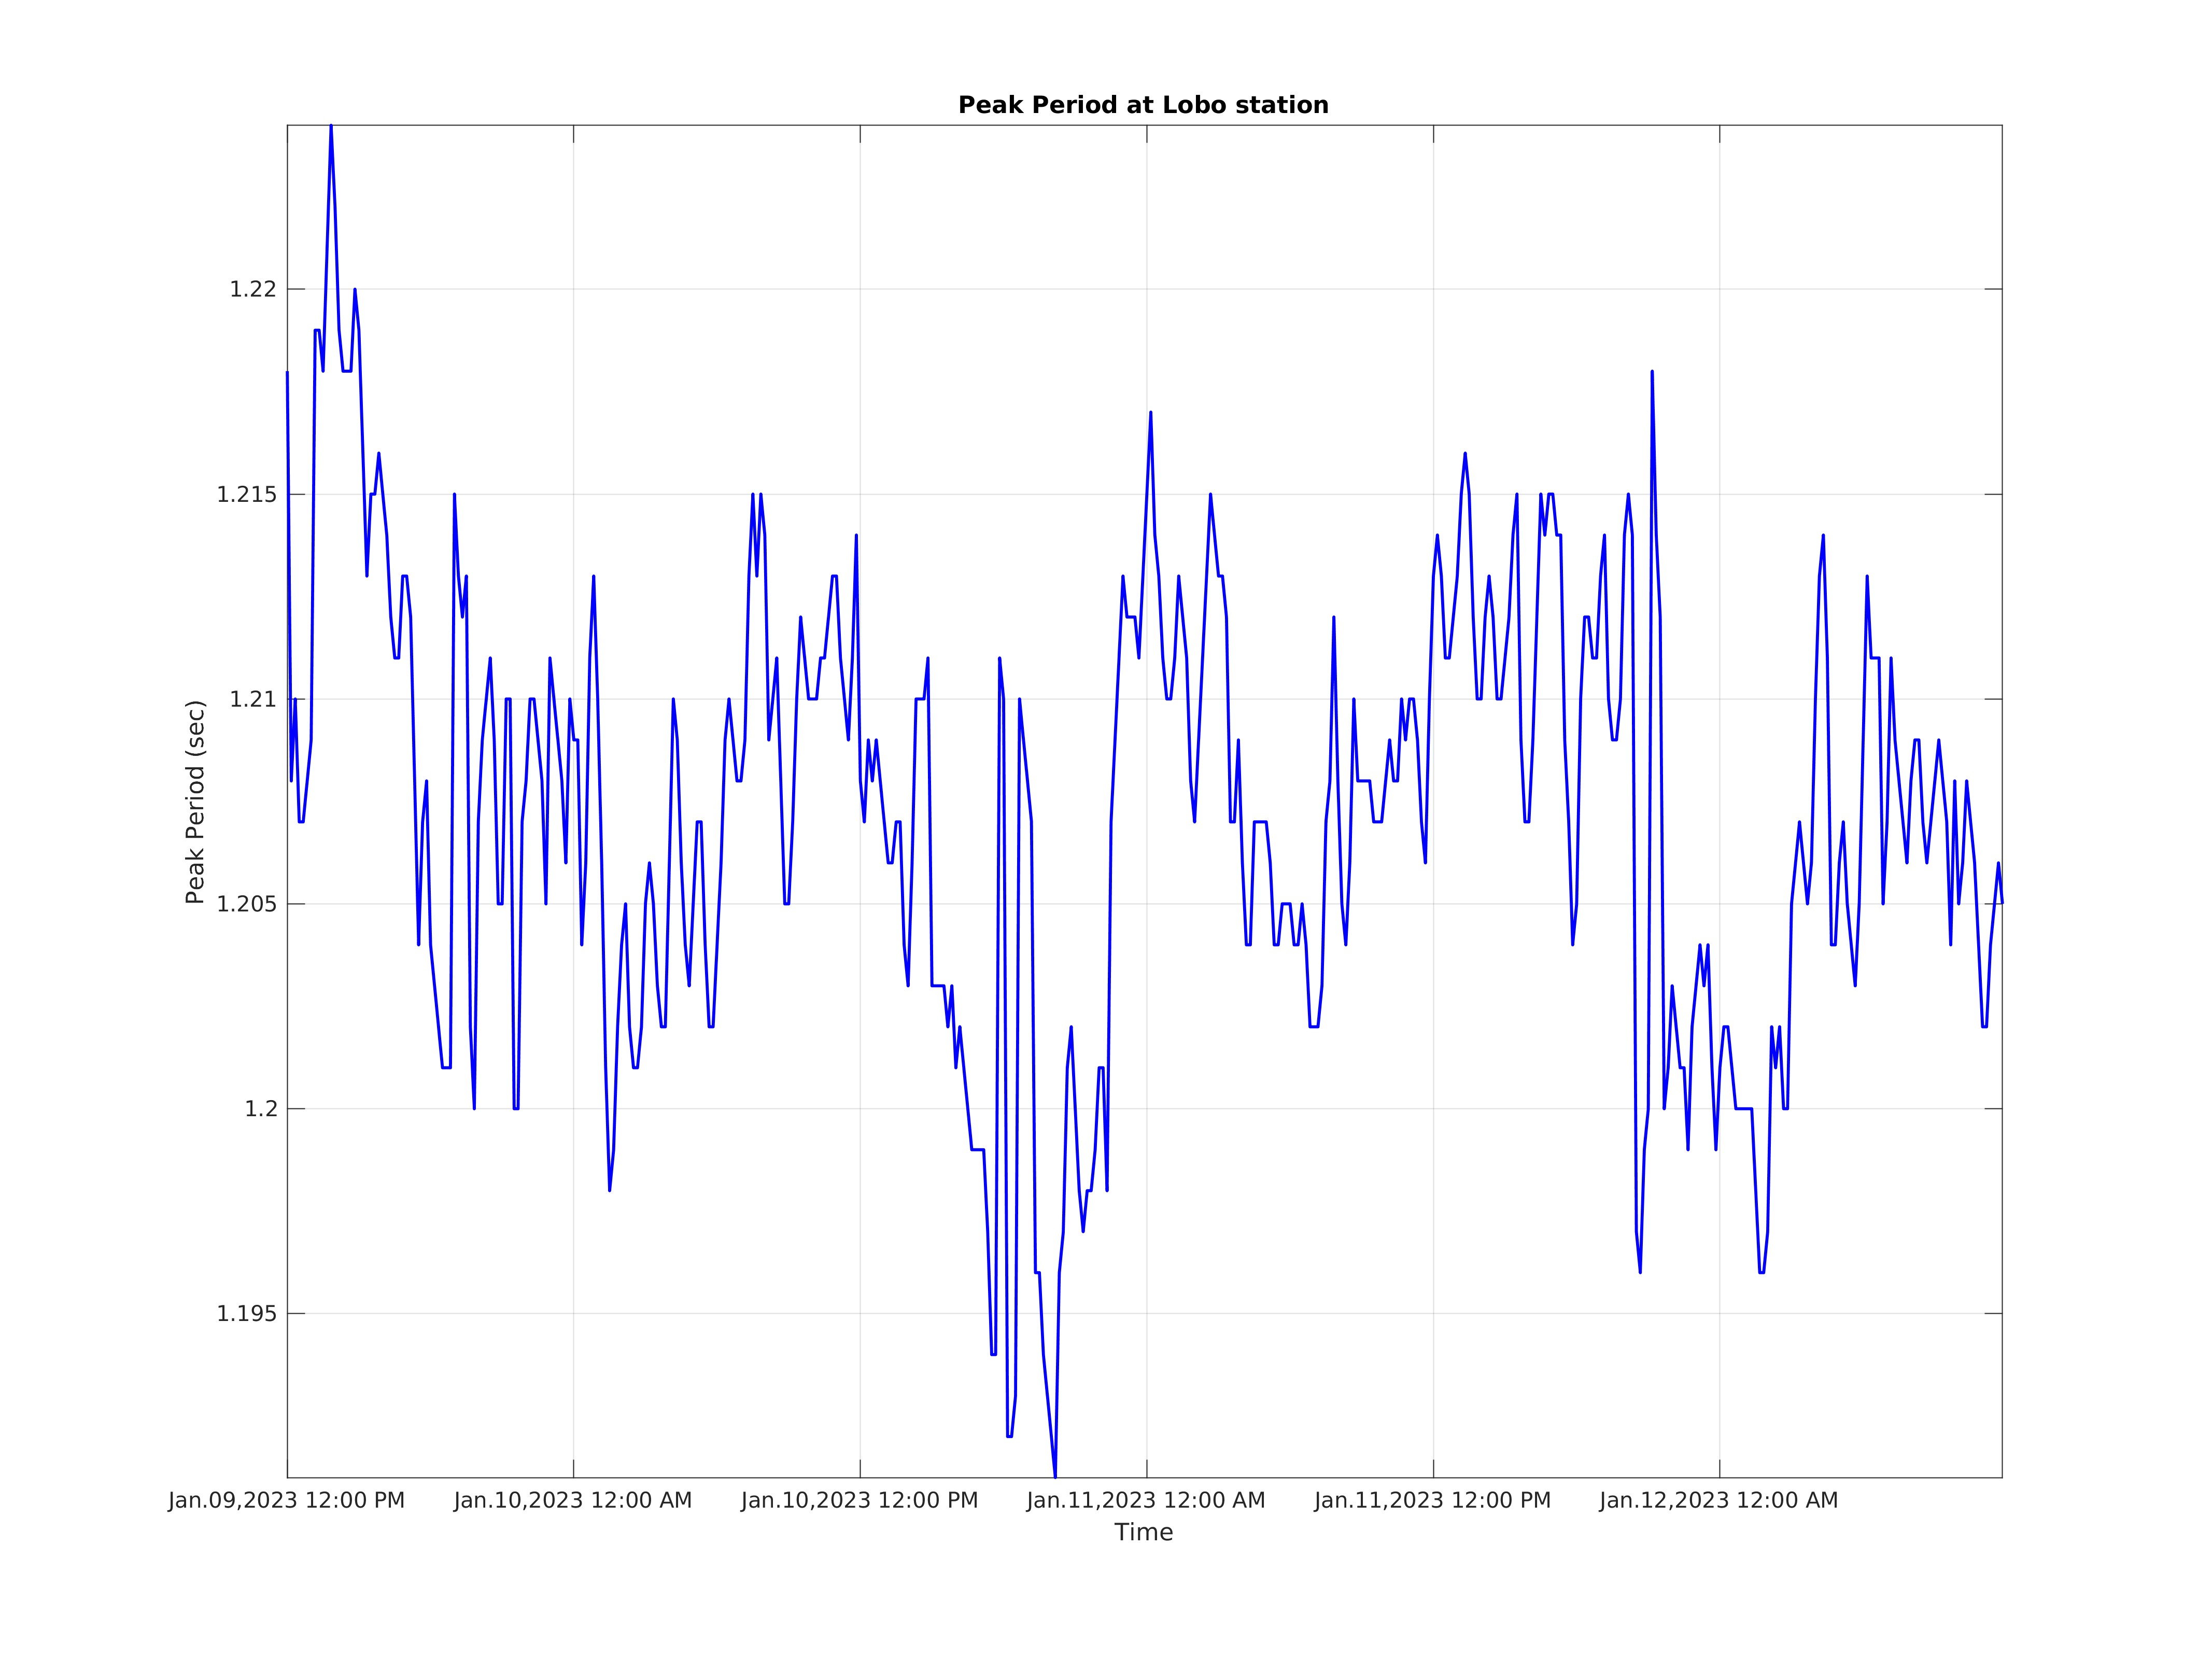 Peak Period at Lobo station
1.22
1.215
1.21
1.205
1.2
1.195
Peak Period (sec)
Jan.09,2023 12:00 PM
Jan.10,2023 12:00 AM
Jan.10,2023 12:00 PM
Jan.11,2023 12:00 AM
Jan.11,2023 12:00 PM
Jan.12,2023 12:00 AM
Time